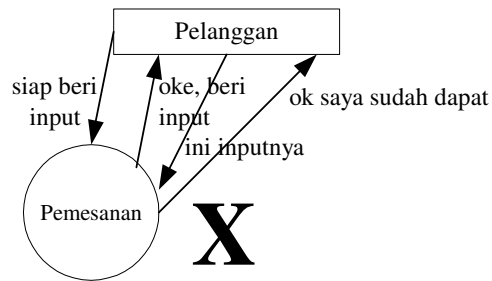 Pelanggan
siap beri
input
oke, beri
input
ini inputnya
ok saya sudah dapat
Pemesanan
X